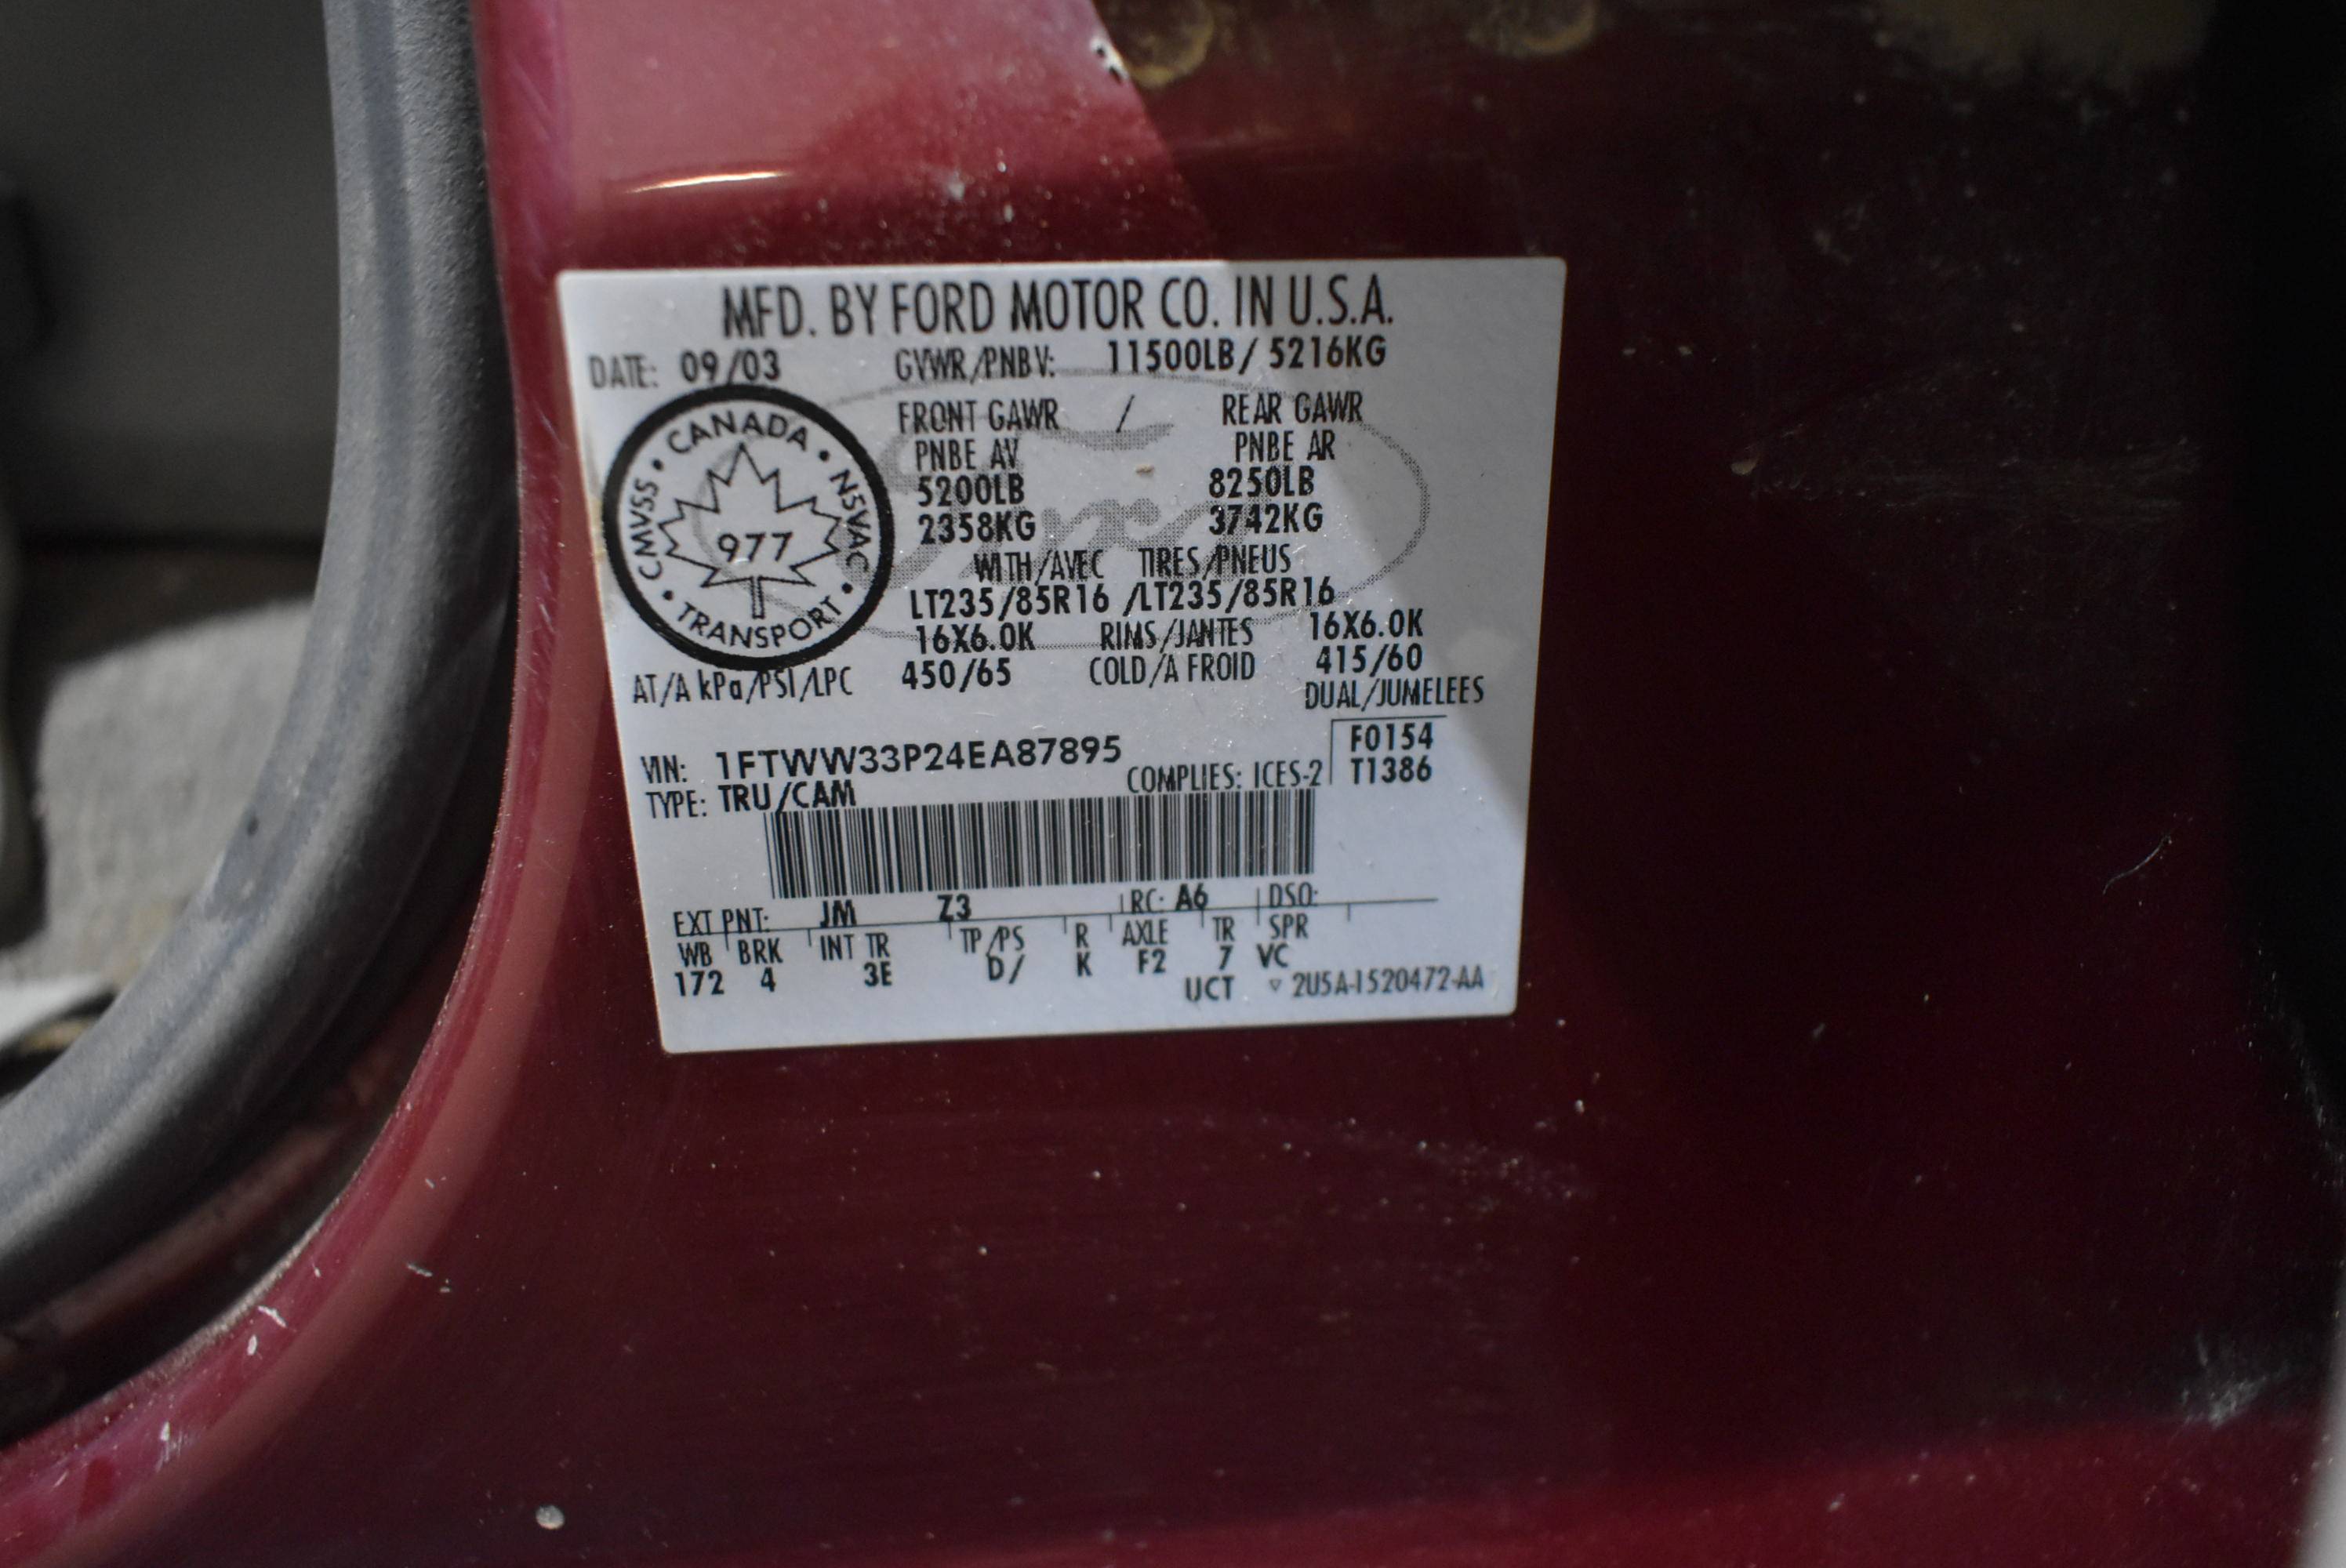 MFD. BY FORD MOTOR CO. IN U.S.A.
DATE: 09/03 GVWR/PNBV: 11500LB/ 5216KG
FRONT GAWR / REAR GAWR
PNBE AV PNBE AR
5200LB 8250LB
2358KG 3742KG
WITH/AVEC TIRES/PNEUS
LT235/85R16 /LT235/85R16
16X6.0K RIMS/JANTES 16X6.0K
AT/A kPa/PSI/LPC 450/65 COLD/A FROID 415/60
DUAL/JUMELEES
CANADA • NSVAC • TRANSPORT • CMVSS •
977
Ford
VIN: 1FTWW33P24EA87895 F0154
TYPE: TRU/CAM COMPLIES: ICES-2 T1386
EXT PNT: JM Z3 RC: A6 DSO:
WB BRK INT TR TP/PS R AXLE TR SPR
172 4 3E D/ K F2 7 VC
UCT ▿ 2U5A-1520472-AA